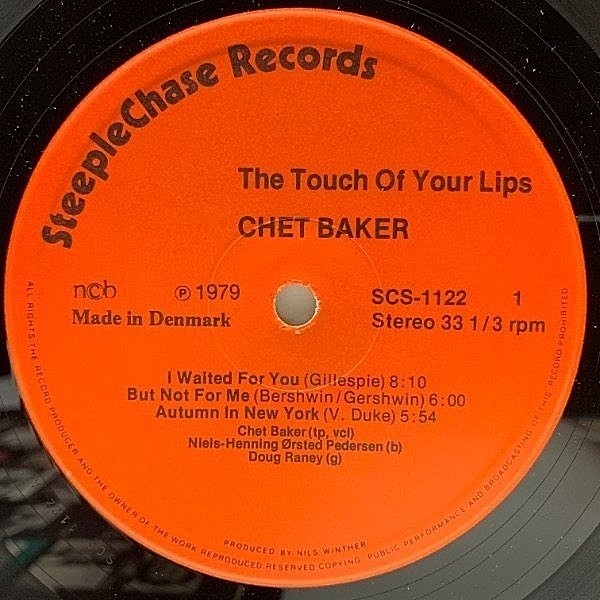 SteepleChase Records
The Touch Of Your Lips
CHET BAKER
ncb ℗ 1979 SCS-1122 1
Made in Denmark Stereo 33 1/3 rpm
I Waited For You (Gillespie) 8:10
But Not For Me (Bershwin/Gershwin) 6:00
Autumn In New York (V. Duke) 5:54
Chet Baker (tp, vcl)
Niels-Henning Ørsted Pedersen (b)
Doug Raney (g)
PRODUCED BY NILS WINTHER
ALL RIGHTS THE RECORD PRODUCER AND THE OWNER OF THE WORK REPRODUCED RESERVED COPYING PUBLIC PERFORMANCE AND BROADCASTING OF THIS RECORD PROHIBITED